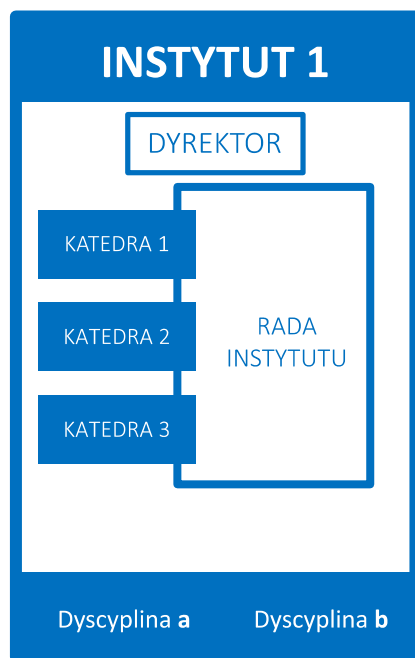 INSTYTUT 1
DYREKTOR
KATEDRA 1
KATEDRA 2
KATEDRA 3
RADA
INSTYTUTU
Dyscyplina a
Dyscyplina b